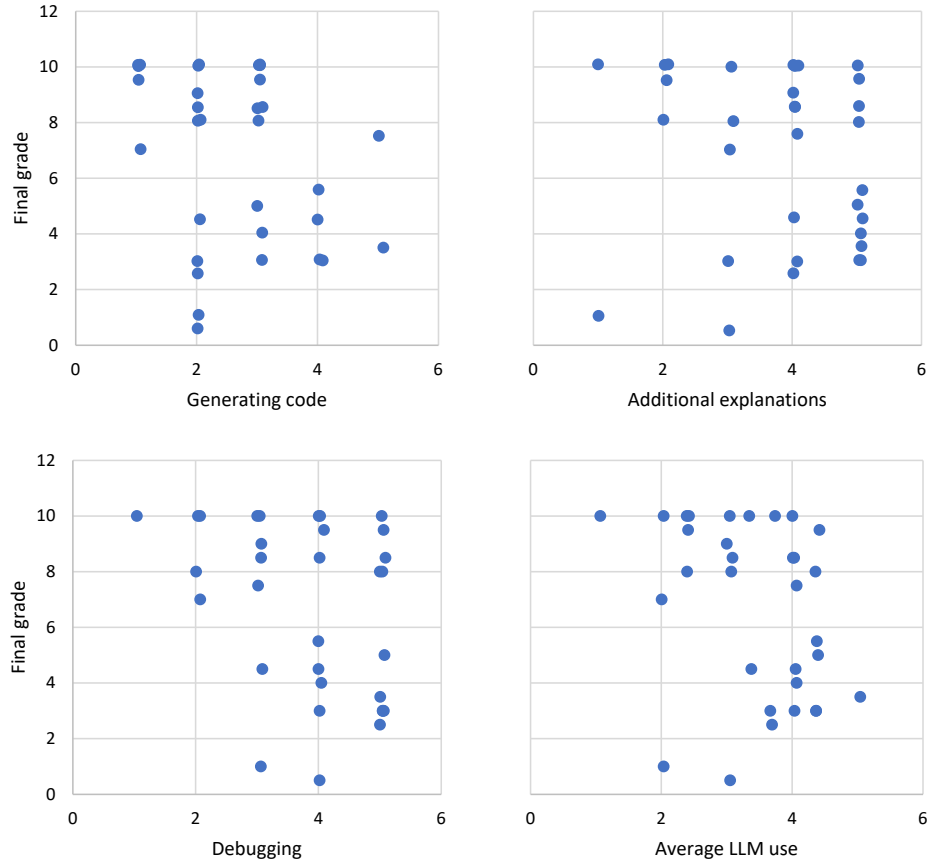 12
10
8
6
4
2
0
Final grade
0 2 4 6
Generating code
0 2 4 6
Additional explanations
12
10
8
6
4
2
0
Final grade
0 2 4 6
Debugging
0 2 4 6
Average LLM use